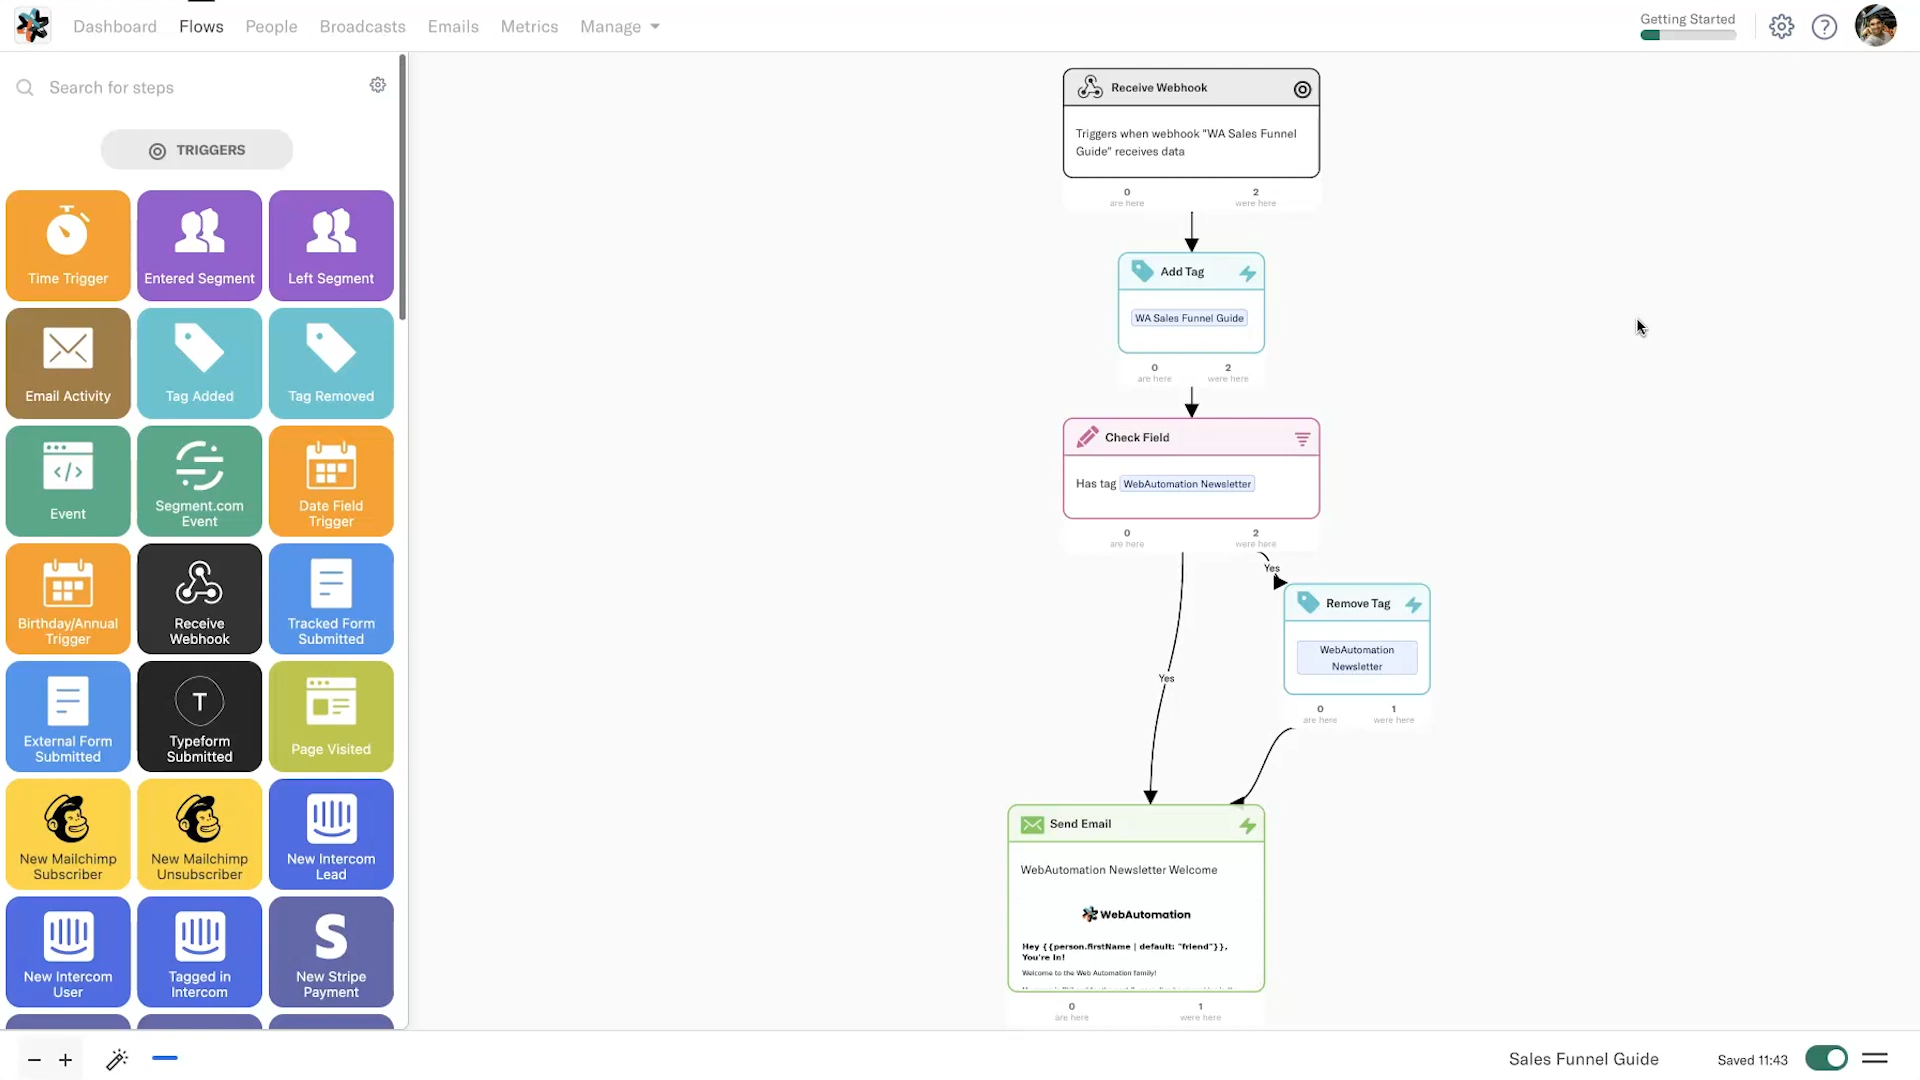 Dashboard
Flows
People
Broadcasts
Emails
Metrics
Manage
Getting Started
Search for steps
TRIGGERS
Time Trigger
Entered Segment
Left Segment
Email Activity
Tag Added
Tag Removed
Event
Segment.com
Event
Date Field
Trigger
Birthday/Annual
Trigger
Receive
Webhook
Tracked Form
Submitted
External Form
Submitted
T
Typeform
Submitted
Page Visited
New Mailchimp
Subscriber
New Mailchimp
Unsubscriber
New Intercom
Lead
New Intercom
User
Tagged in
Intercom
S
New Stripe
Payment
Receive Webhook
Triggers when webhook "WA Sales Funnel
Guide" receives data
0
are here
2
were here
Add Tag
WA Sales Funnel Guide
0
are here
2
were here
Check Field
Has tag WebAutomation Newsletter
0
are here
2
were here
Yes
Remove Tag
WebAutomation
Newsletter
0
are here
1
were here
Yes
Send Email
WebAutomation Newsletter Welcome
WebAutomation
Hey {{person.firstName | default: "friend"}},
You're In!
Welcome to the Web Automation family!
0
are here
1
were here
Sales Funnel Guide
Saved 11:43